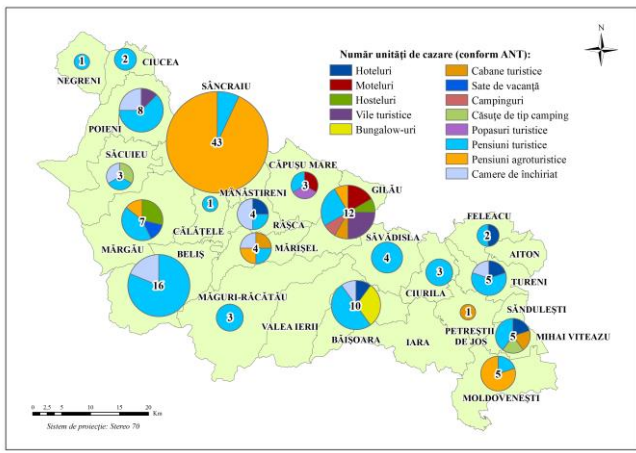 N
Număr unități de cazare (conform ANT):
Hoteluri
Moteluri
Hosteluri
Vile turistice
Bungalow-uri
Cabane turistice
Sate de vacanță
Campinguri
Căsuțe de tip camping
Popasuri turistice
Pensiuni turistice
Pensiuni agroturistice
Camere de închiriat
1
NEGRENI
2
CIUCEA
8
POIENI
SÂNCRAIU
43
3
SĂCUIEU
CĂPUȘU MARE
3
MĂNĂSTIRENI
1
CĂLĂȚELE
4
RÂȘCA
GILĂU
12
7
MĂRGĂU
4
MĂRIȘEL
BELIȘ
16
SĂVĂDISLA
4
FELEACU
2
AITON
5
TURENI
3
CIURILA
MĂGURI-RĂCĂTĂU
3
VALEA IERII
10
BĂIȘOARA
IARA
1
PETREȘTII
DE JOS
SĂNDULEȘTI
5
MIHAI VITEAZU
5
MOLDOVENEȘTI
0 2,5 5 10 15 20
Km
Sistem de proiecție: Stereo 70